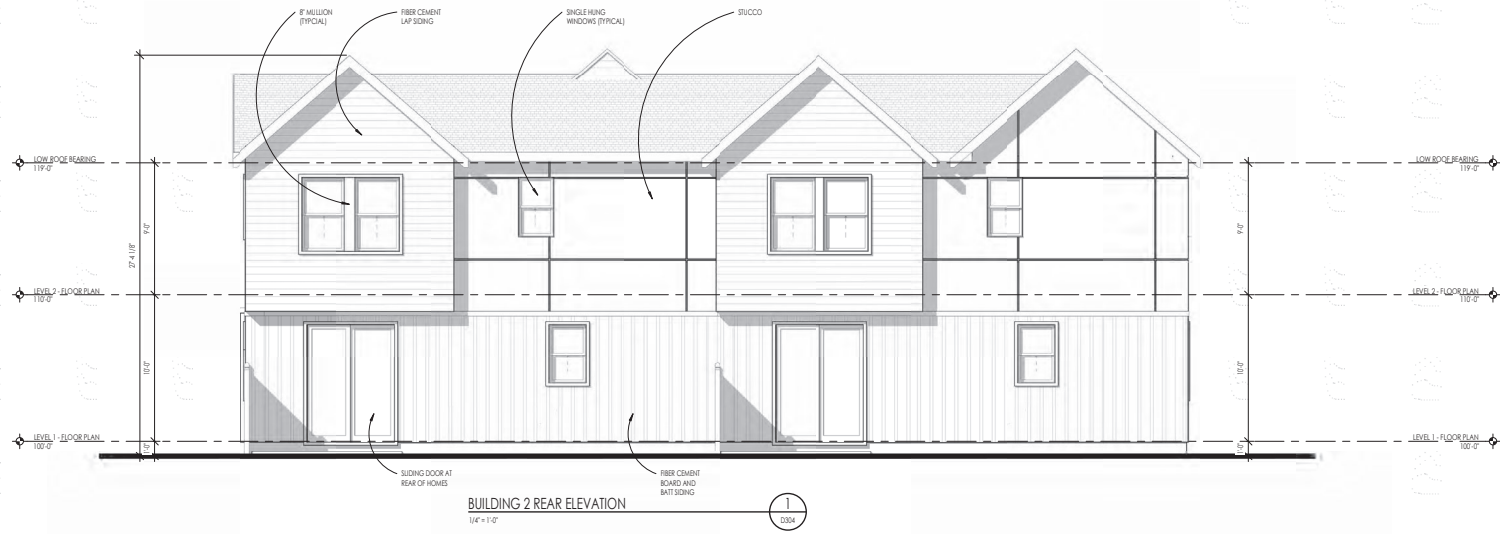 8" MULLION
(TYPCIAL)
FIBER CEMENT
LAP SIDING
SINGLE HUNG
WINDOWS (TYPICAL)
STUCCO
LOW ROOF BEARING
119'-0"
LOW ROOF BEARING
119'-0"
9'-0"
27'-4 1/8"
9'-0"
LEVEL 2 - FLOOR PLAN
110'-0"
LEVEL 2 - FLOOR PLAN
110'-0"
10'-0"
10'-0"
LEVEL 1 - FLOOR PLAN
100'-0"
LEVEL 1 - FLOOR PLAN
100'-0"
1'-0"
1'-0"
SLIDING DOOR AT
REAR OF HOMES
FIBER CEMENT
BOARD AND
BATT SIDING
BUILDING 2 REAR ELEVATION
1/4" = 1'-0"
1
D304